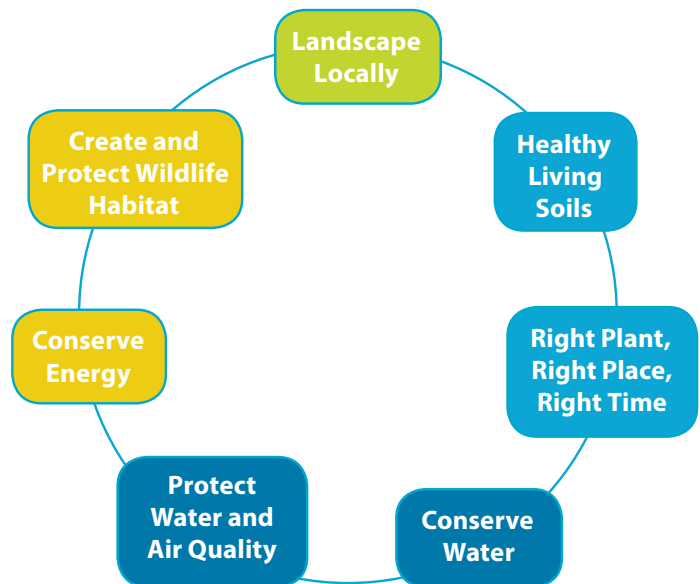 Landscape
Locally
Healthy
Living
Soils
Right Plant,
Right Place,
Right Time
Conserve
Water
Protect
Water and
Air Quality
Conserve
Energy
Create and
Protect Wildlife
Habitat